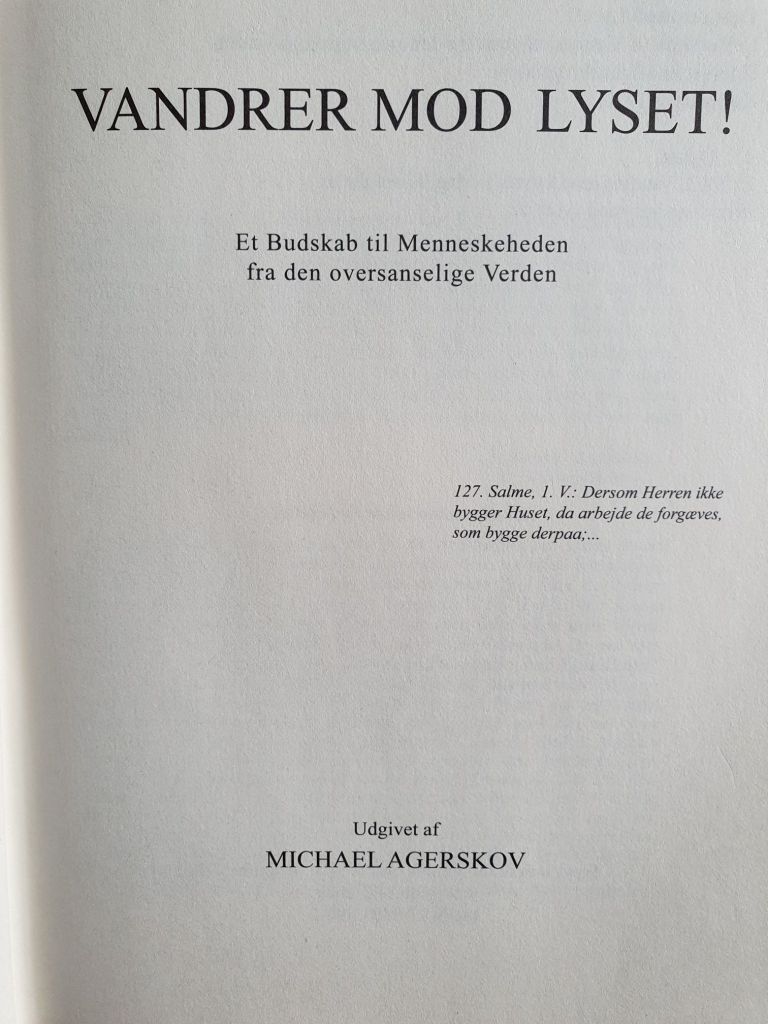 VANDRER MOD LYSET!
Et Budskab til Menneskeheden
fra den oversanselige Verden
127. Salme, 1. V.: Dersom Herren ikke
bygger Huset, da arbejde de forgæves,
som bygge derpaa;...
Udgivet af
MICHAEL AGERSKOV